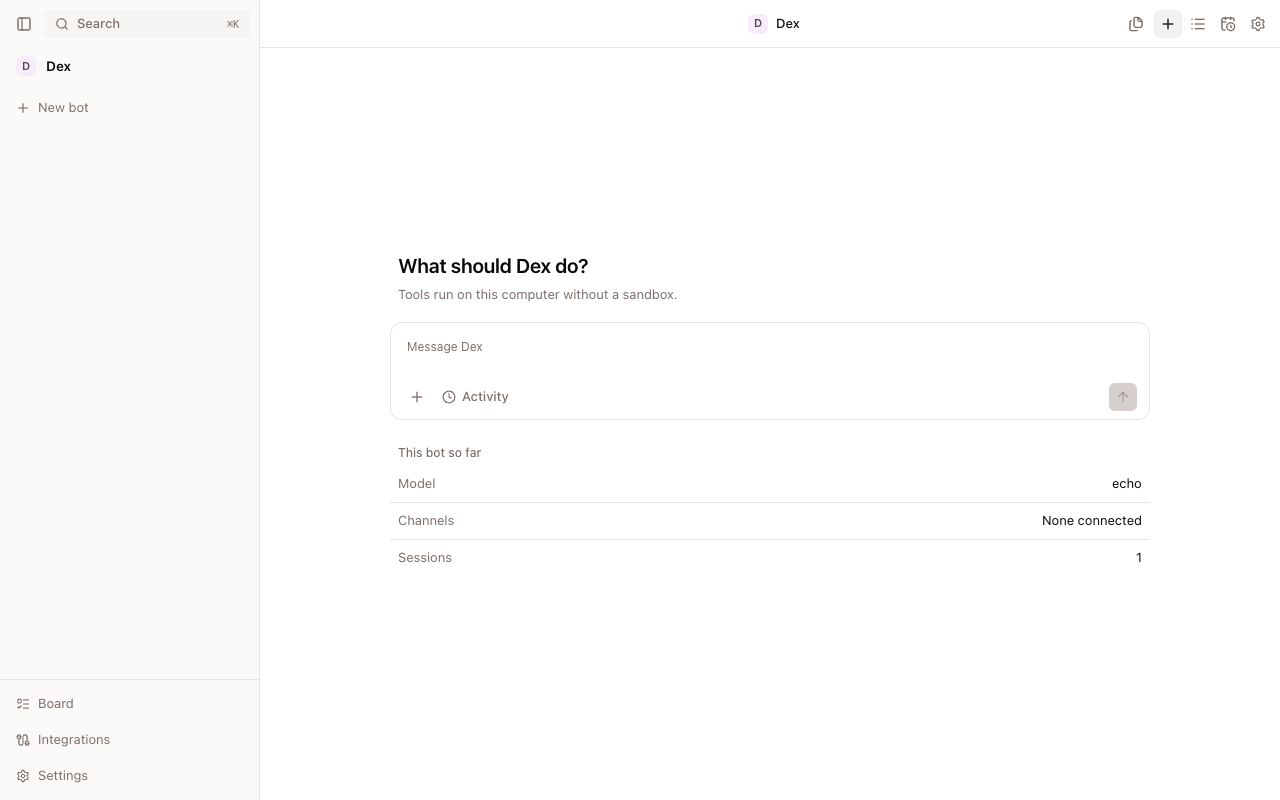 Search
⌘K
D
Dex
New bot
Board
Integrations
Settings
D
Dex
What should Dex do?
Tools run on this computer without a sandbox.
Message Dex
Activity
This bot so far
Model
echo
Channels
None connected
Sessions
1